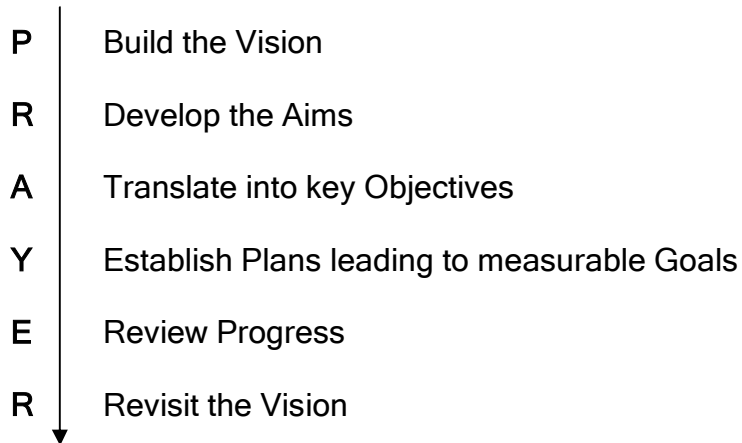 P Build the Vision
R Develop the Aims
A Translate into key Objectives
Y Establish Plans leading to measurable Goals
E Review Progress
R Revisit the Vision